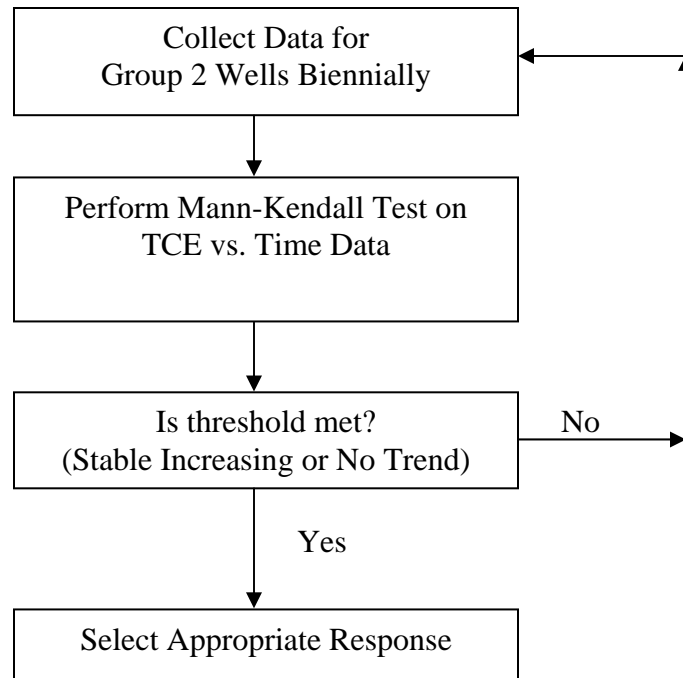 Collect Data for
Group 2 Wells Biennially
Perform Mann-Kendall Test on
TCE vs. Time Data
Is threshold met?
(Stable Increasing or No Trend)
No
Yes
Select Appropriate Response